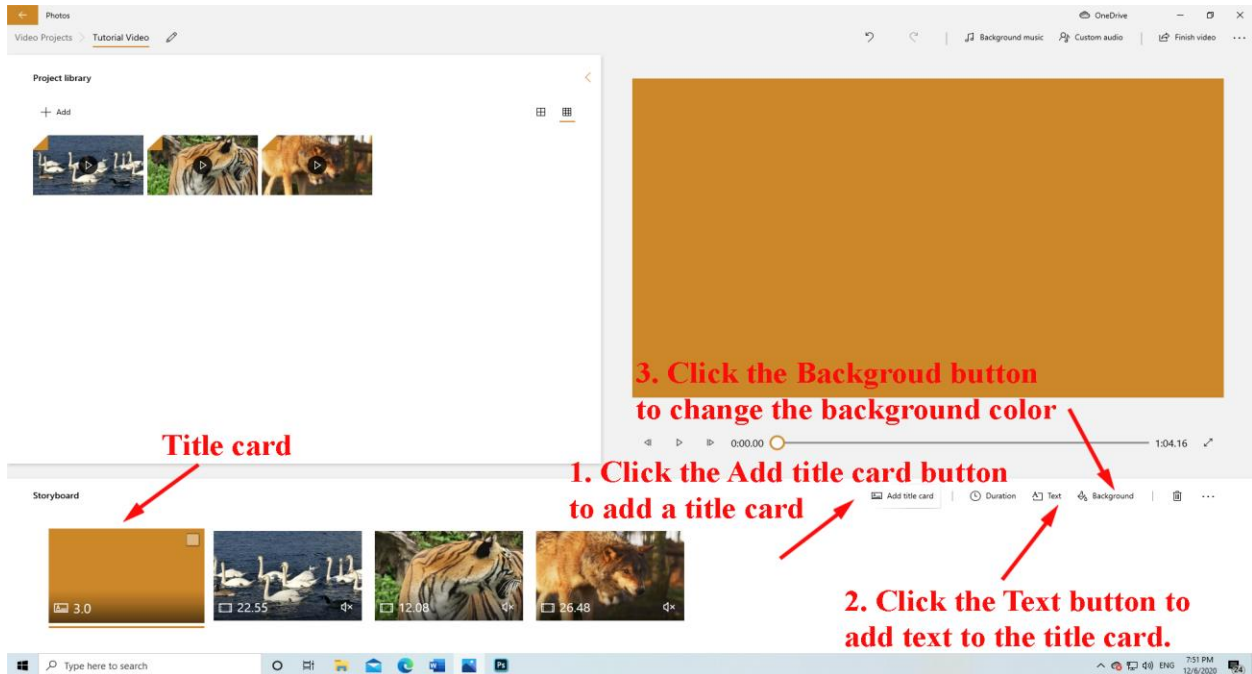 Photos
OneDrive
Video Projects > Tutorial Video
Background music
Custom audio
Finish video
Project library
+ Add
3. Click the Backgroud button
to change the background color
0:00.00
1:04.16
Title card
1. Click the Add title card button
to add a title card
Storyboard
Add title card
Duration
Text
Background
3.0
22.55
12.08
26.48
2. Click the Text button to
add text to the title card.
Type here to search
Ps
ENG
7:51 PM
12/6/2020
24